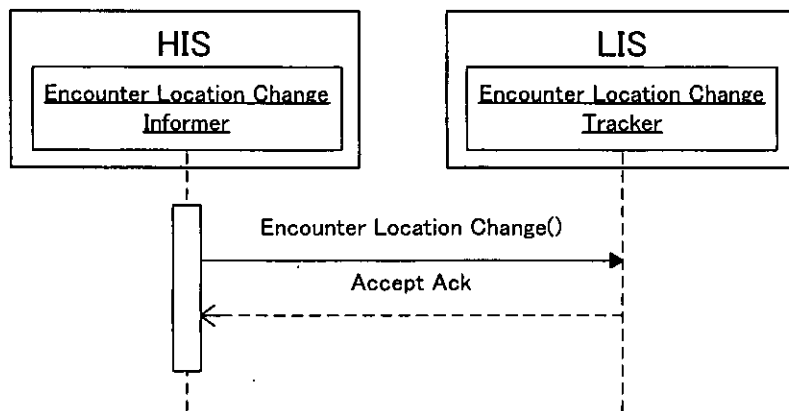 HIS
Encounter Location Change
Informer
LIS
Encounter Location Change
Tracker
Encounter Location Change()
Accept Ack